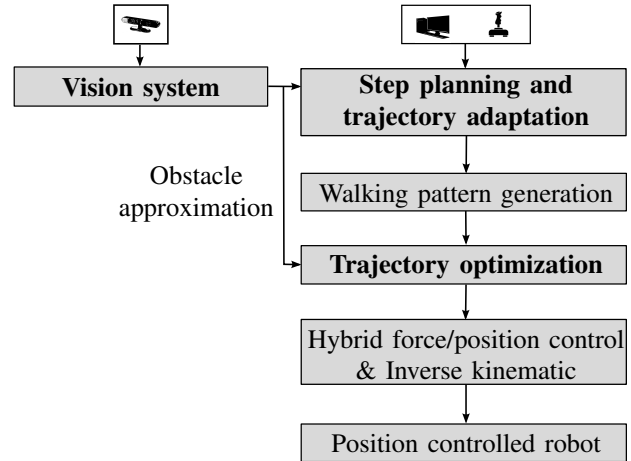 Vision system
Step planning and
trajectory adaptation
Obstacle
approximation
Walking pattern generation
Trajectory optimization
Hybrid force/position control
& Inverse kinematic
Position controlled robot